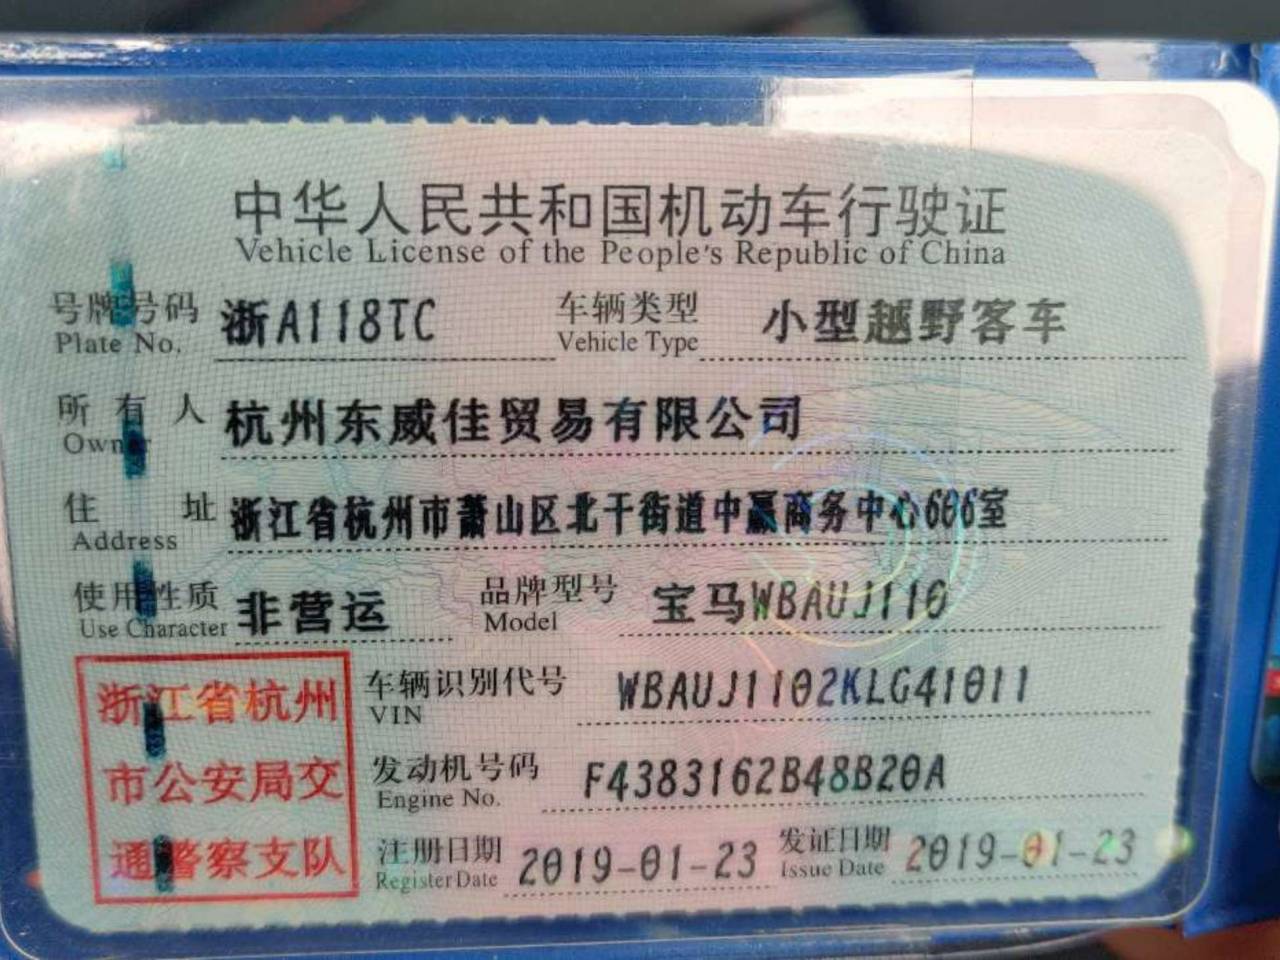 中华人民共和国机动车行驶证
Vehicle License of the People's Republic of China
号牌号码 浙A118TC 车辆类型 小型越野客车
Plate No. Vehicle Type
所有人 杭州东威佳贸易有限公司
Owner
住址 浙江省杭州市萧山区北干街道中赢商务中心606室
Address
使用性质 非营运 品牌型号 宝马WBAUJ110
Use Character Model
浙江省杭州 车辆识别代号 WBAUJ1102KLG41011
VIN
市公安局交 发动机号码 F4383162B48B20A
Engine No.
通警察支队 注册日期 2019-01-23 发证日期 2019-01-23
Register Date Issue Date